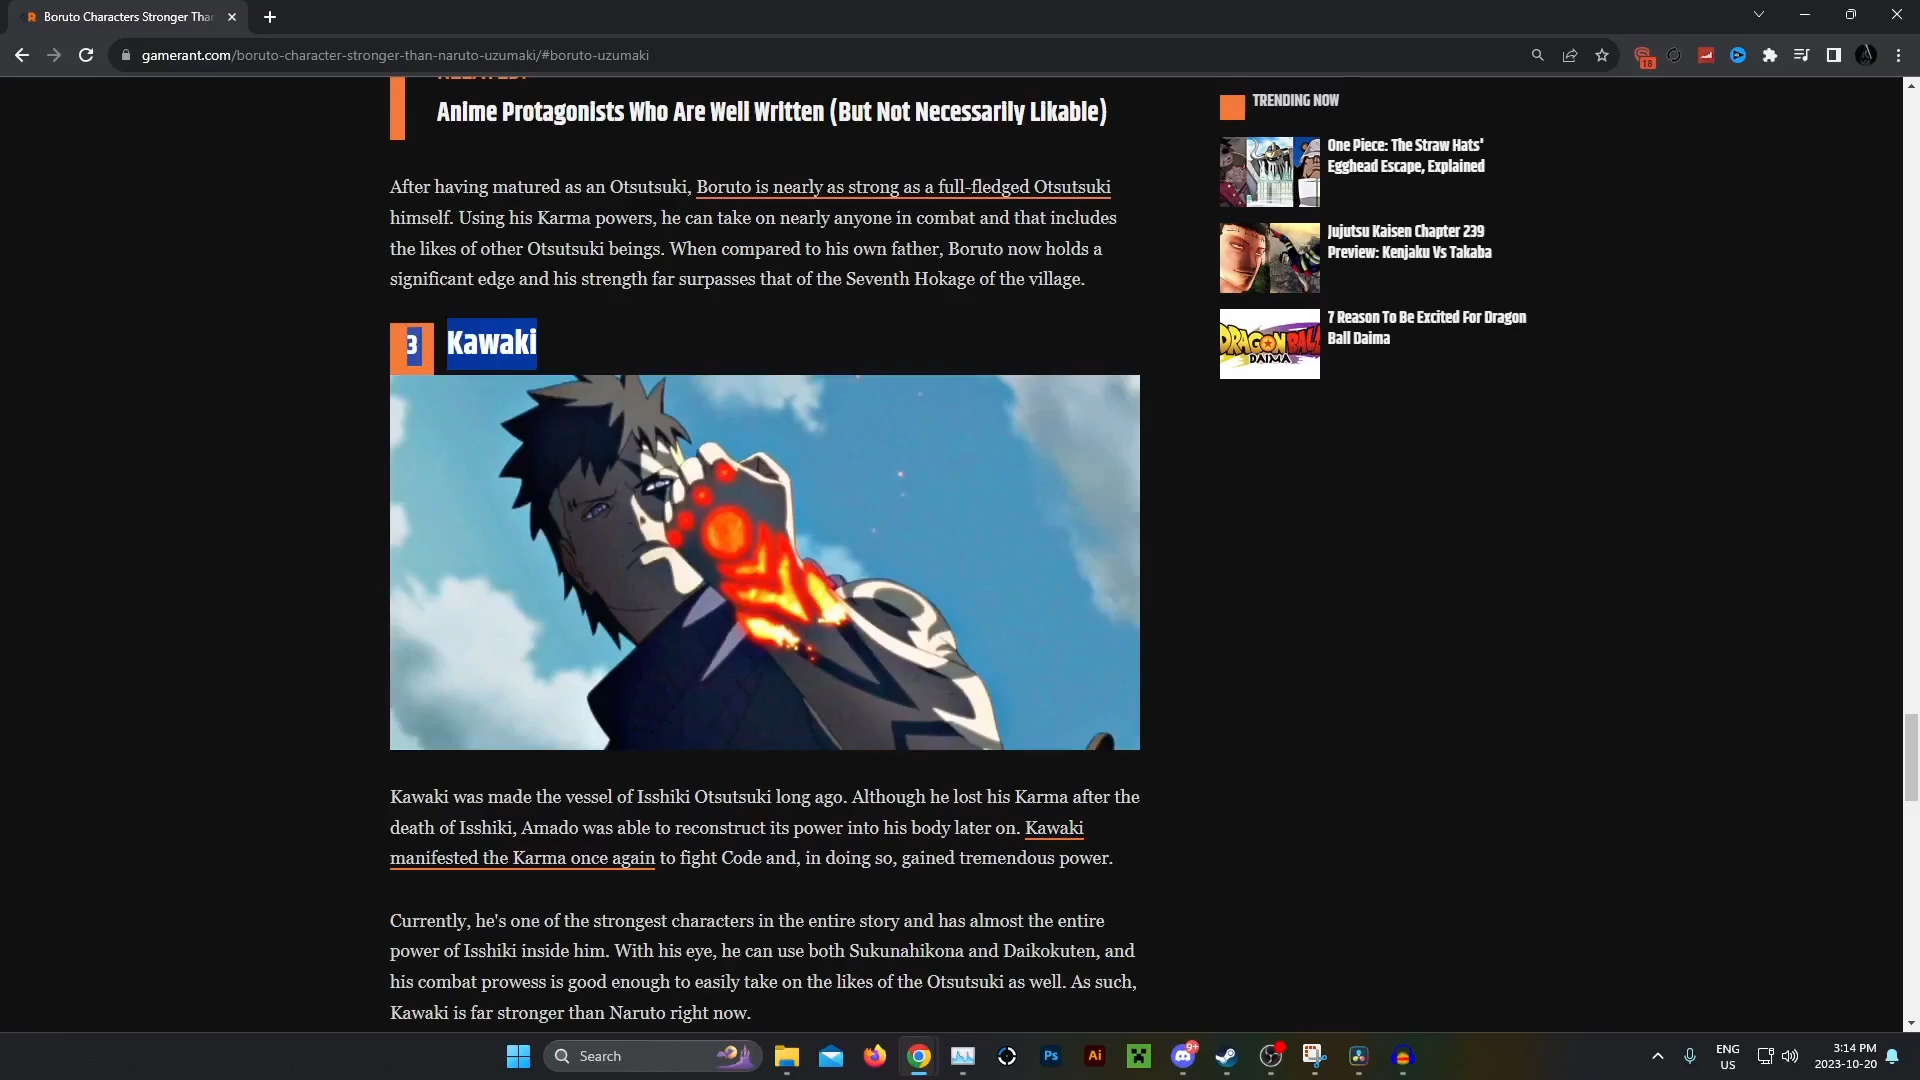 Boruto Characters Stronger Tha
gamerant.com/boruto-character-stronger-than-naruto-uzumaki/#boruto-uzumaki
18
Anime Protagonists Who Are Well Written (But Not Necessarily Likable)
After having matured as an Otsutsuki, Boruto is nearly as strong as a full-fledged Otsutsuki
himself. Using his Karma powers, he can take on nearly anyone in combat and that includes
the likes of other Otsutsuki beings. When compared to his own father, Boruto now holds a
significant edge and his strength far surpasses that of the Seventh Hokage of the village.
3 Kawaki
Kawaki was made the vessel of Isshiki Otsutsuki long ago. Although he lost his Karma after the
death of Isshiki, Amado was able to reconstruct its power into his body later on. Kawaki
manifested the Karma once again to fight Code and, in doing so, gained tremendous power.
Currently, he's one of the strongest characters in the entire story and has almost the entire
power of Isshiki inside him. With his eye, he can use both Sukunahikona and Daikokuten, and
his combat prowess is good enough to easily take on the likes of the Otsutsuki as well. As such,
Kawaki is far stronger than Naruto right now.
TRENDING NOW
One Piece: The Straw Hats'
Egghead Escape, Explained
Jujutsu Kaisen Chapter 239
Preview: Kenjaku Vs Takaba
DRAGON BALL
DAIMA
7 Reason To Be Excited For Dragon
Ball Daima
Search
Ps
Ai
9+
ENG
US
3:14 PM
2023-10-20